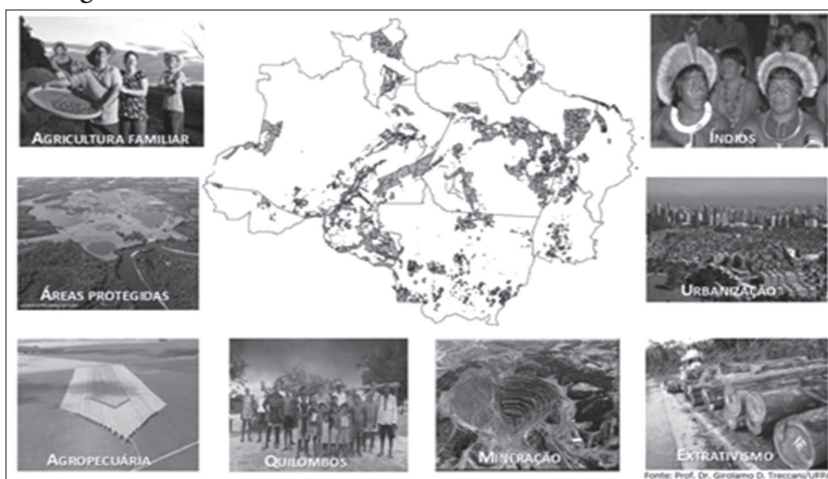 AGRICULTURA FAMILIAR
ÍNDIOS
ÁREAS PROTEGIDAS
URBANIZAÇÃO
AGROPECUÁRIA
QUILOMBOS
MINERAÇÃO
EXTRATIVISMO
Fonte: Prof. Dr. Girolamo D. Treccani/UFPA